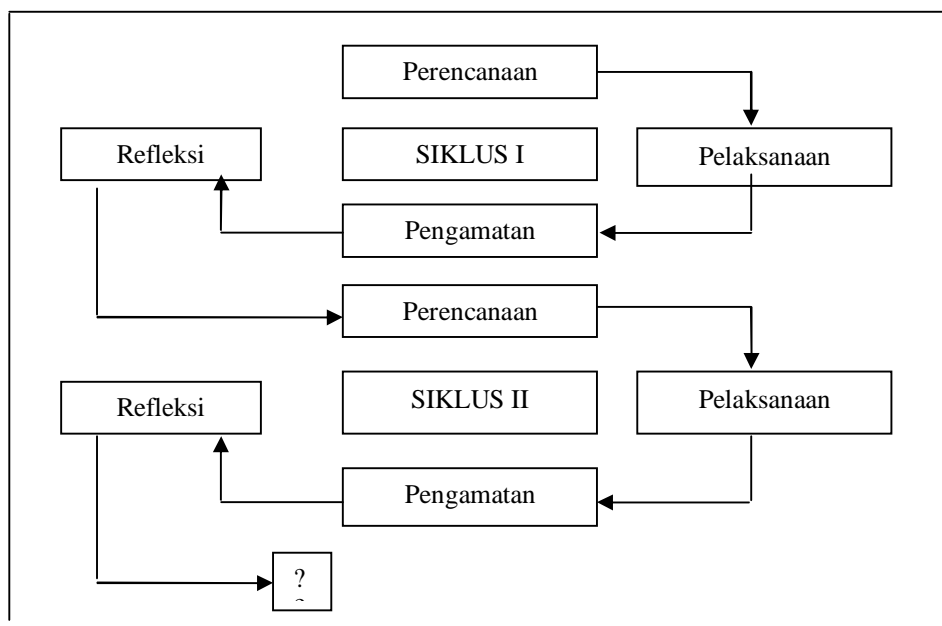 Perencanaan
Refleksi
SIKLUS I
Pelaksanaan
Pengamatan
Perencanaan
Refleksi
SIKLUS II
Pelaksanaan
Pengamatan
?